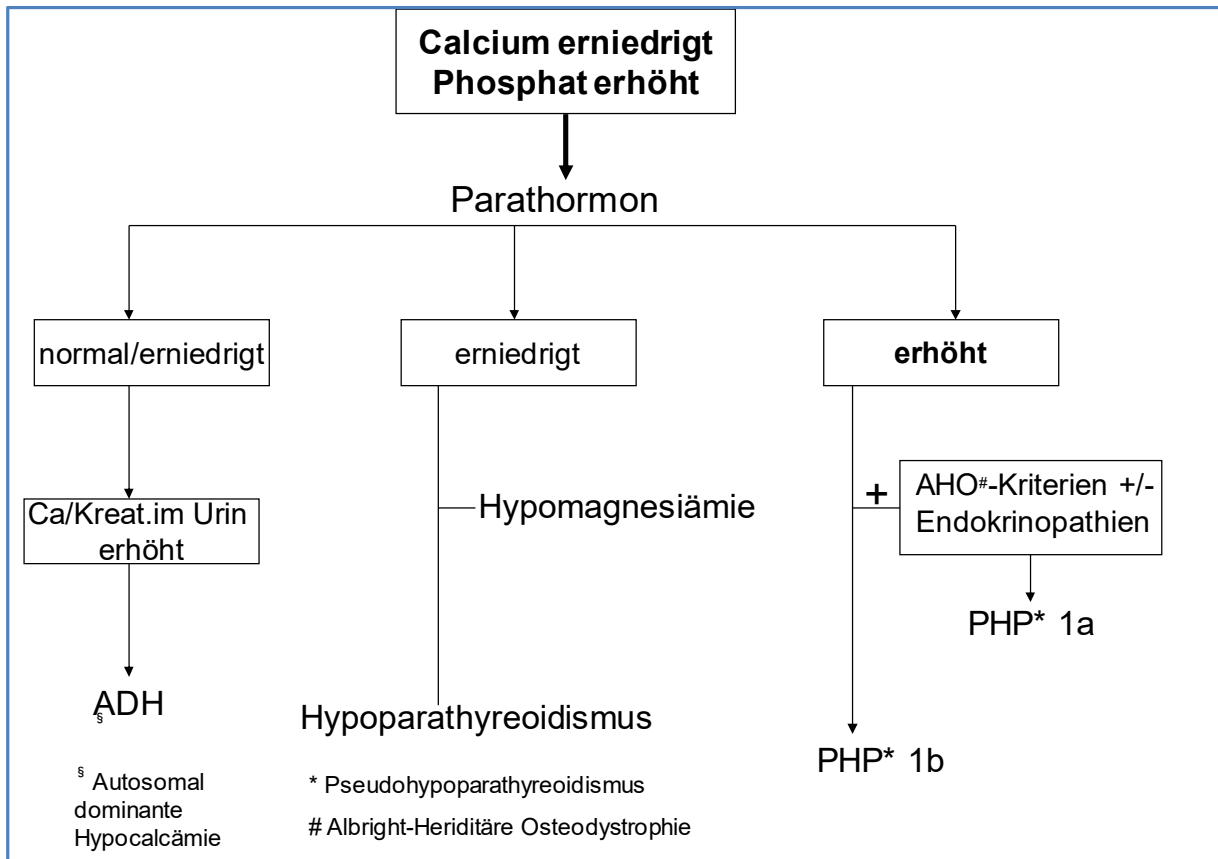 Calcium erniedrigt
Phosphat erhöht
Parathormon
normal/erniedrigt
erniedrigt
erhöht
Ca/Kreat.im Urin
erhöht
Hypomagnesiämie
+
AHO#-Kriterien +/-
Endokrinopathien
PHP* 1a
ADH
§
Hypoparathyreoidismus
PHP* 1b
§ Autosomal
dominante
Hypocalcämie
* Pseudohypoparathyreoidismus
# Albright-Heriditäre Osteodystrophie